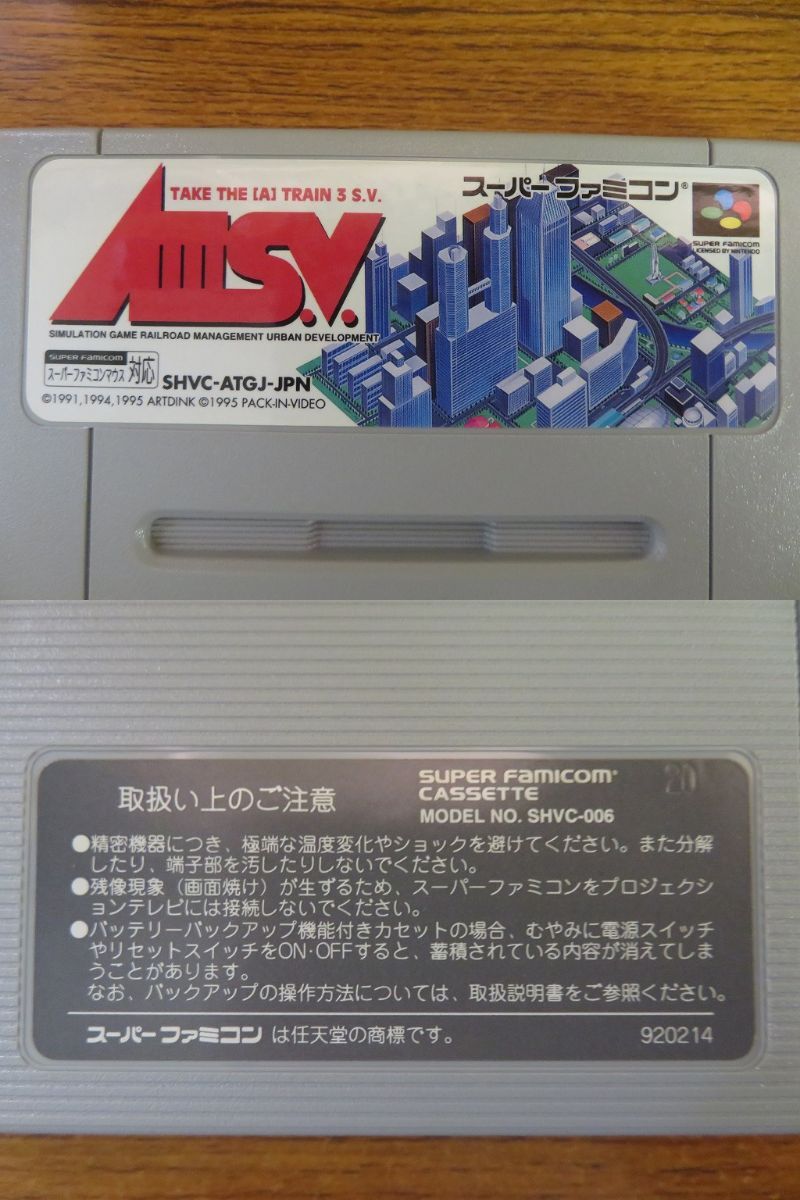 TAKE THE [A] TRAIN 3 S.V.
スーパーファミコン®
AIIIS.V.
SUPER FAMICOM
LICENSED BY NINTENDO
SIMULATION GAME RAILROAD MANAGEMENT URBAN DEVELOPMENT
SUPER FAMICOM
スーパーファミコンマウス 対応
SHVC-ATGJ-JPN
©1991,1994,1995 ARTDINK ©1995 PACK-IN-VIDEO
取扱い上のご注意
SUPER FAMICOM®
CASSETTE
MODEL NO. SHVC-006
20
●精密機器につき、極端な温度変化やショックを避けてください。また分解
したり、端子部を汚したりしないでください。
●残像現象（画面焼け）が生ずるため、スーパーファミコンをプロジェクシ
ョンテレビには接続しないでください。
●バッテリーバックアップ機能付きカセットの場合、むやみに電源スイッチ
やリセットスイッチをON·OFFすると、蓄積されている内容が消えてしま
うことがあります。
なお、バックアップの操作方法については、取扱説明書をご参照ください。
スーパーファミコン は任天堂の商標です。
920214